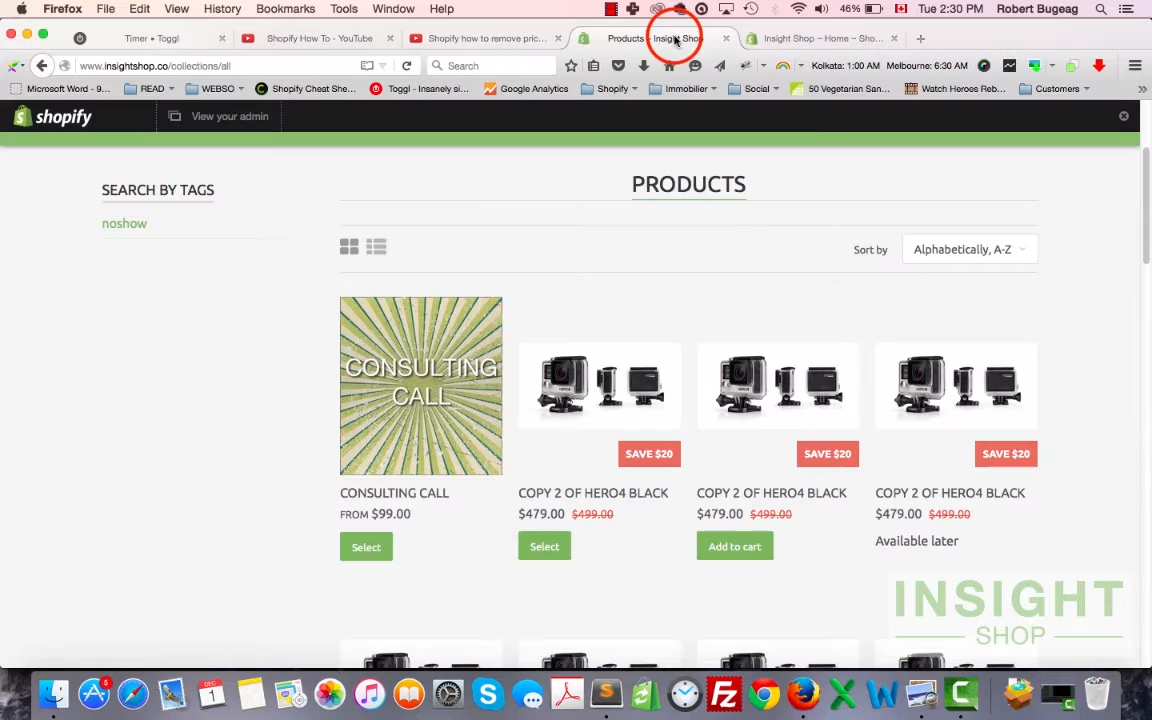 Firefox File Edit View History Bookmarks Tools Window Help 46% Tue 2:30 PM Robert Bugeag
Timer • Toggl Shopify How To - YouTube Shopify how to remove pric... Products - Insight Shop Insight Shop ~ Home ~ Sho...
www.insightshop.co/collections/all Search Kolkata: 1:00 AM Melbourne: 6:30 AM
Microsoft Word - 9... READ WEBSO Shopify Cheat She... Toggl - Insanely si... Google Analytics Shopify Immobilier Social 50 Vegetarian San... Watch Heroes Reb... Customers
shopify View your admin
SEARCH BY TAGS
noshow
PRODUCTS
Sort by Alphabetically, A-Z
CONSULTING
CALL
SAVE $20 SAVE $20 SAVE $20
CONSULTING CALL COPY 2 OF HERO4 BLACK COPY 2 OF HERO4 BLACK COPY 2 OF HERO4 BLACK
FROM $99.00 $479.00 $499.00 $479.00 $499.00 $479.00 $499.00
Select Select Add to cart Available later
INSIGHT
SHOP